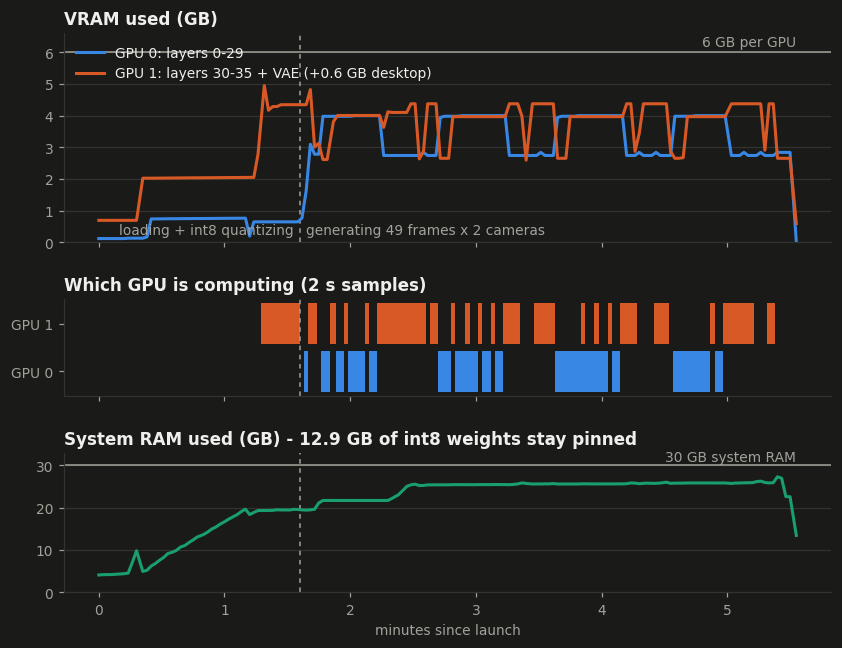 VRAM used (GB)
6 GB per GPU
6
GPU 0: layers 0-29
GPU 1: layers 30-35 + VAE (+0.6 GB desktop)
5
4
3
2
1
loading + int8 quantizing
generating 49 frames x 2 cameras
0
Which GPU is computing (2 s samples)
GPU 1
GPU 0
System RAM used (GB) - 12.9 GB of int8 weights stay pinned
30 GB system RAM
30
20
10
0
0 1 2 3 4 5
minutes since launch